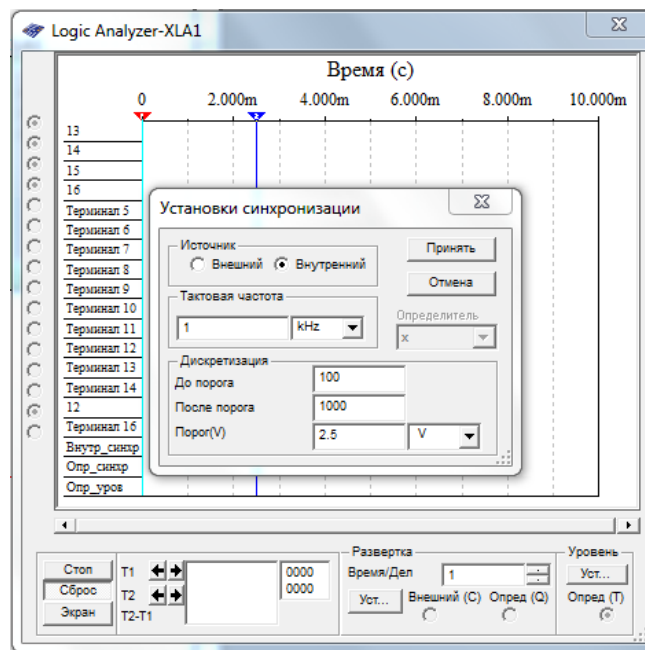 Logic Analyzer-XLA1
Время (с)
0 2.000m 4.000m 6.000m 8.000m 10.000m
13
14
15
16
Терминал 5
Терминал 6
Терминал 7
Терминал 8
Терминал 9
Терминал 10
Терминал 11
Терминал 12
Терминал 13
Терминал 14
12
Терминал 16
Внутр_синхр
Опр_синхр
Опр_уров
Установки синхронизации
Источник
Внешний Внутренний
Принять
Отмена
Тактовая частота
1 kHz
Определитель
x
Дискретизация
До порога 100
После порога 1000
Порог(V) 2.5 V
Стоп
Сброс
Экран
T1
T2
T2-T1
0000
0000
Развертка
Время/Дел 1
Уст... Внешний (C) Опред (Q)
Уровень
Уст...
Опред (T)